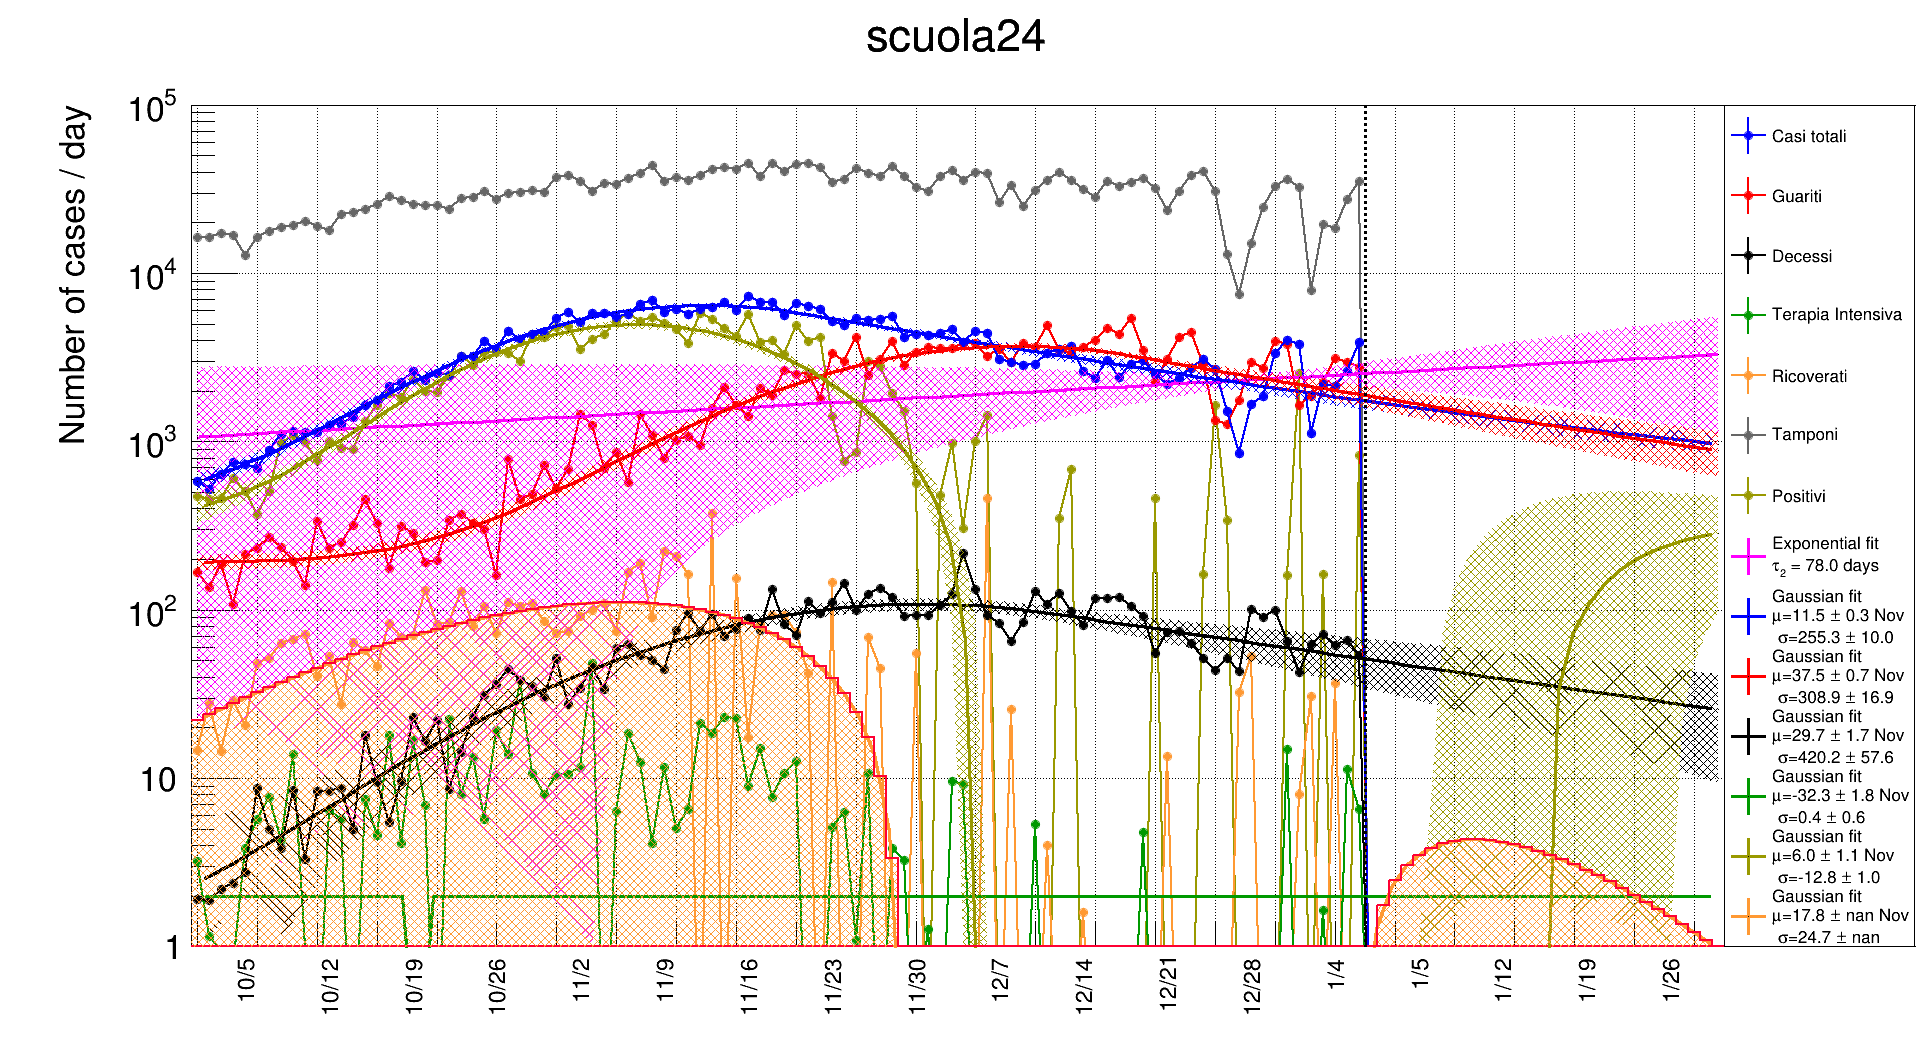 scuola24
Number of cases / day
10^5
10^4
10^3
10^2
10
1
10/5
10/12
10/19
10/26
11/2
11/9
11/16
11/23
11/30
12/7
12/14
12/21
12/28
1/4
1/5
1/12
1/19
1/26
Casi totali
Guariti
Decessi
Terapia Intensiva
Ricoverati
Tamponi
Positivi
Exponential fit
τ₂ = 78.0 days
Gaussian fit
μ=11.5 ± 0.3 Nov
σ=255.3 ± 10.0
Gaussian fit
μ=37.5 ± 0.7 Nov
σ=308.9 ± 16.9
Gaussian fit
μ=29.7 ± 1.7 Nov
σ=420.2 ± 57.6
Gaussian fit
μ=-32.3 ± 1.8 Nov
σ=0.4 ± 0.6
Gaussian fit
μ=6.0 ± 1.1 Nov
σ=-12.8 ± 1.0
Gaussian fit
μ=17.8 ± nan Nov
σ=24.7 ± nan